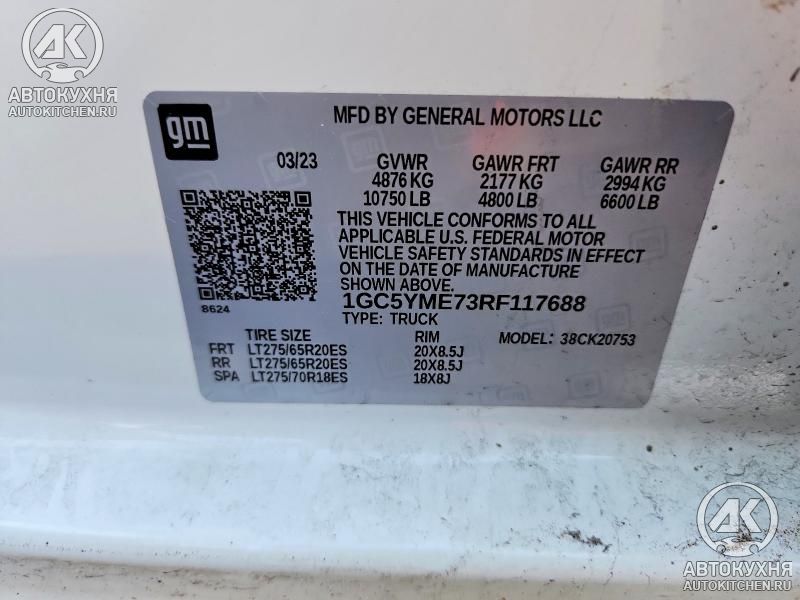 АК
АВТОКУХНЯ
AUTOKITCHEN.RU
gm
MFD BY GENERAL MOTORS LLC
03/23 GVWR GAWR FRT GAWR RR
4876 KG 2177 KG 2994 KG
10750 LB 4800 LB 6600 LB
THIS VEHICLE CONFORMS TO ALL
APPLICABLE U.S. FEDERAL MOTOR
VEHICLE SAFETY STANDARDS IN EFFECT
ON THE DATE OF MANUFACTURE
SHOWN ABOVE.
8624
1GC5YME73RF117688
TYPE: TRUCK
TIRE SIZE RIM MODEL: 38CK20753
FRT LT275/65R20ES 20X8.5J
RR LT275/65R20ES 20X8.5J
SPA LT275/70R18ES 18X8J
АК
АВТОКУХНЯ
AUTOKITCHEN.RU